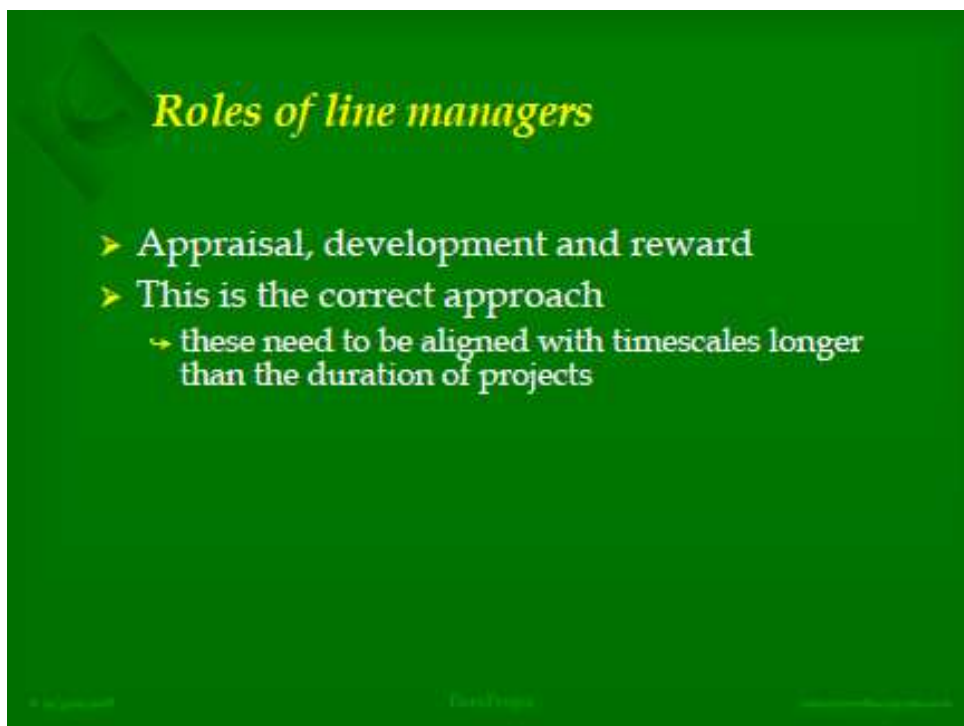 Roles of line managers
➢ Appraisal, development and reward
➢ This is the correct approach
↪ these need to be aligned with timescales longer
than the duration of projects